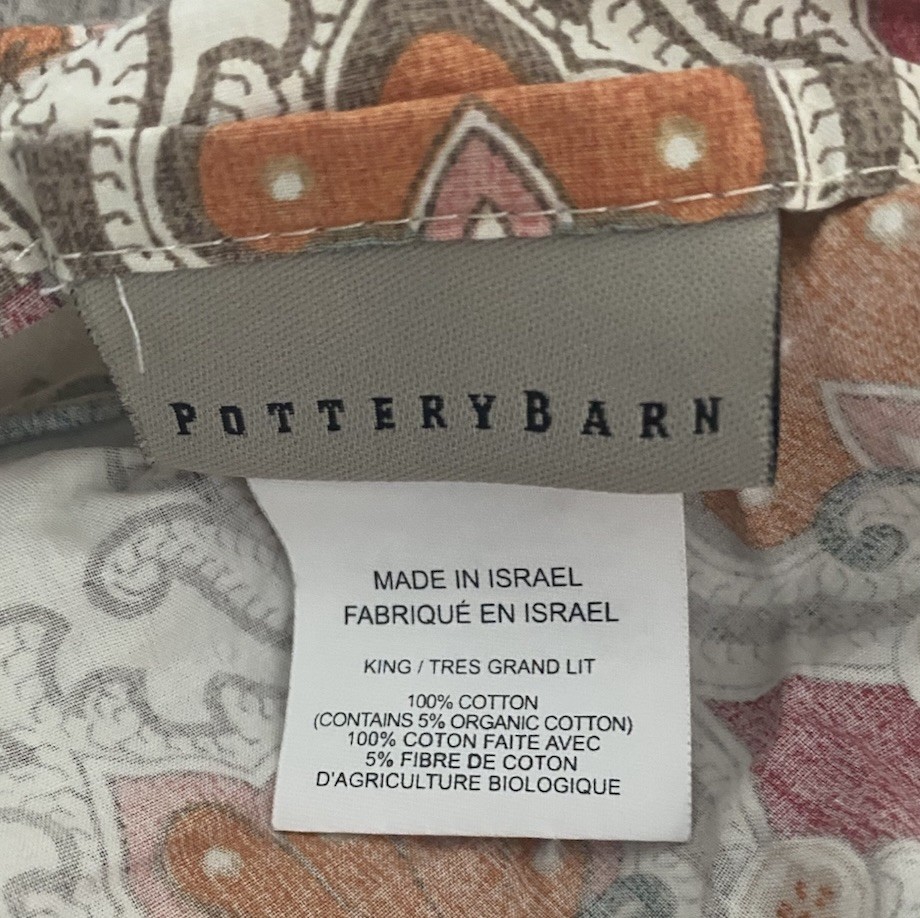 POTTERYBARN
MADE IN ISRAEL
FABRIQUÉ EN ISRAEL
KING / TRES GRAND LIT
100% COTTON
(CONTAINS 5% ORGANIC COTTON)
100% COTON FAITE AVEC
5% FIBRE DE COTON
D'AGRICULTURE BIOLOGIQUE